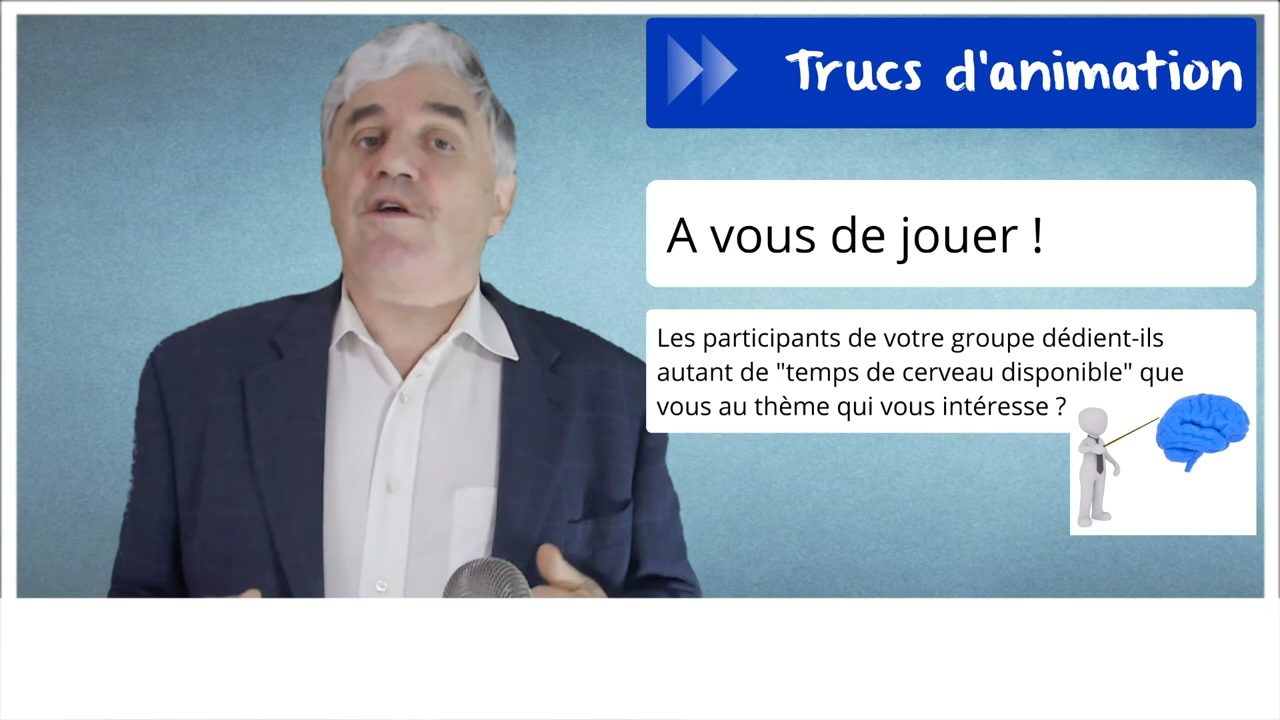 Trucs d'animation
A vous de jouer !
Les participants de votre groupe dédient-ils
autant de "temps de cerveau disponible" que
vous au thème qui vous intéresse ?